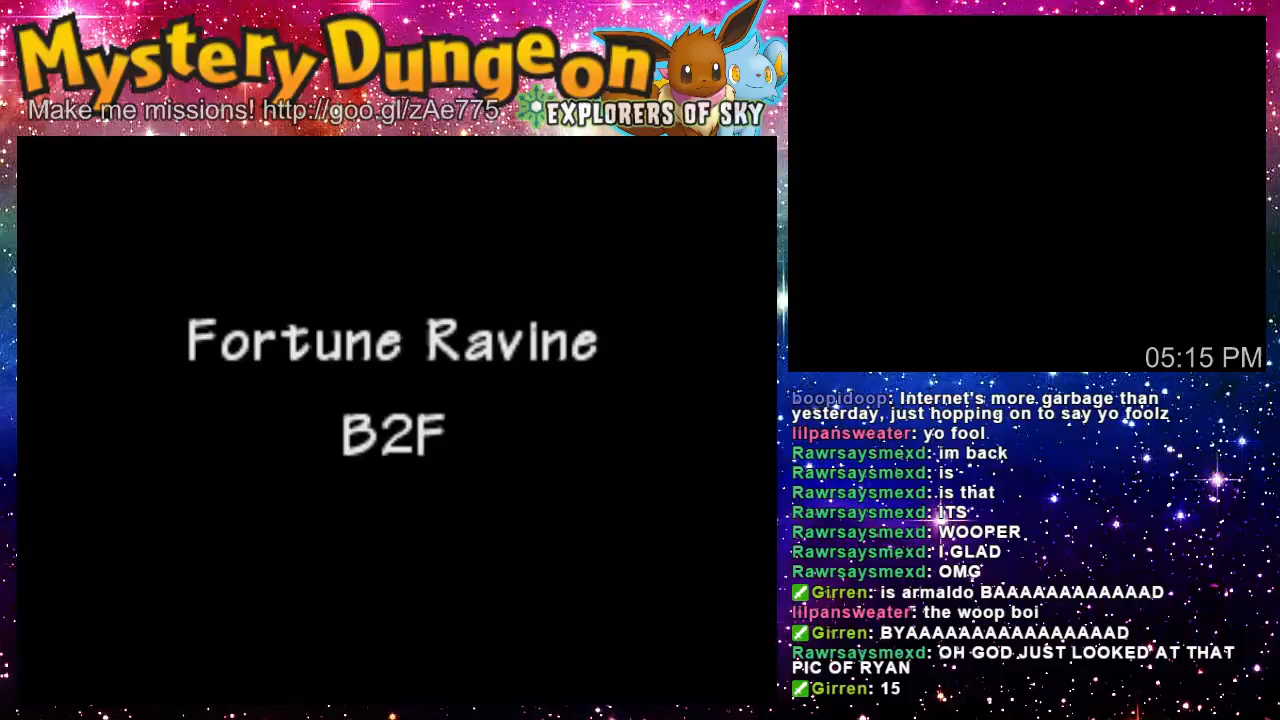 Mystery Dungeon
Make me missions! http://goo.gl/zAe775
EXPLORERS OF SKY
Fortune Ravine
B2F
05:15 PM
boopidoop: Internet's more garbage than
yesterday, just hopping on to say yo foolz
lilpansweater: yo fool
Rawrsaysmexd: im back
Rawrsaysmexd: is
Rawrsaysmexd: is that
Rawrsaysmexd: ITS
Rawrsaysmexd: WOOPER
Rawrsaysmexd: I GLAD
Rawrsaysmexd: OMG
Girren: is armaldo BAAAAAAAAAAAAD
lilpansweater: the woop boi
Girren: BYAAAAAAAAAAAAAAAAAD
Rawrsaysmexd: OH GOD JUST LOOKED AT THAT
PIC OF RYAN
Girren: 15